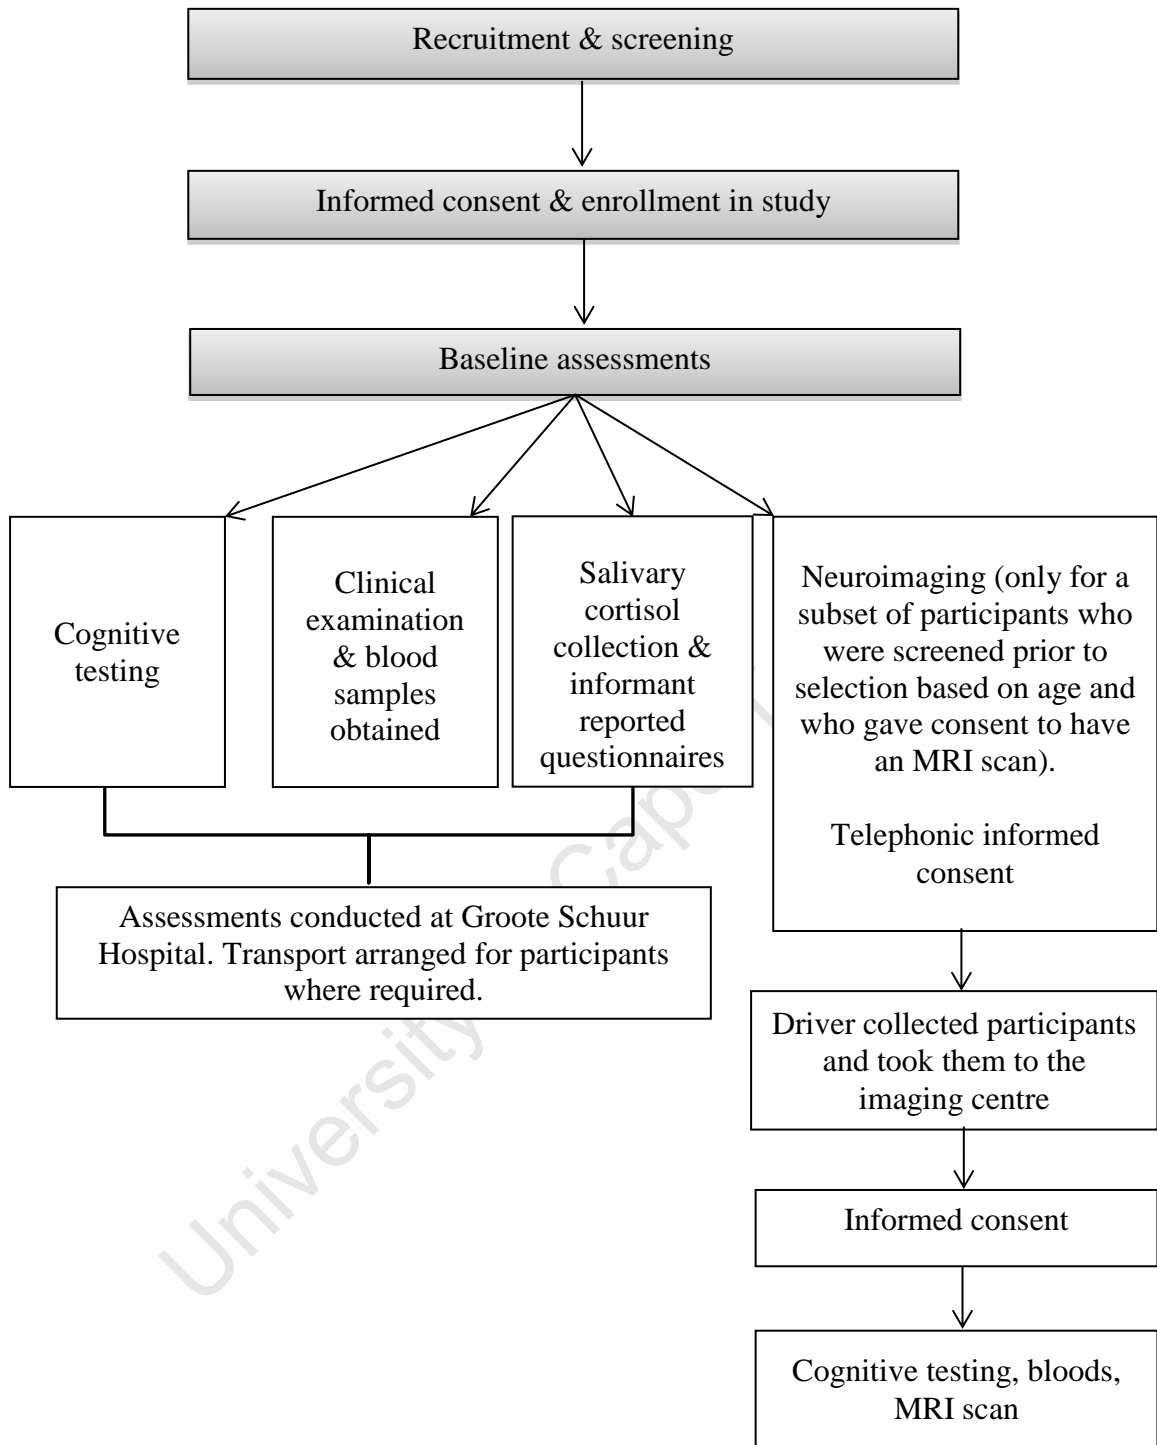 Recruitment & screening
Informed consent & enrollment in study
Baseline assessments
Cognitive
testing
Clinical
examination
& blood
samples
obtained
Salivary
cortisol
collection &
informant
reported
questionnaires
Neuroimaging (only for a
subset of participants who
were screened prior to
selection based on age and
who gave consent to have
an MRI scan).
Telephonic informed
consent
Assessments conducted at Groote Schuur
Hospital. Transport arranged for participants
where required.
Driver collected participants
and took them to the
imaging centre
Informed consent
Cognitive testing, bloods,
MRI scan
University Cape